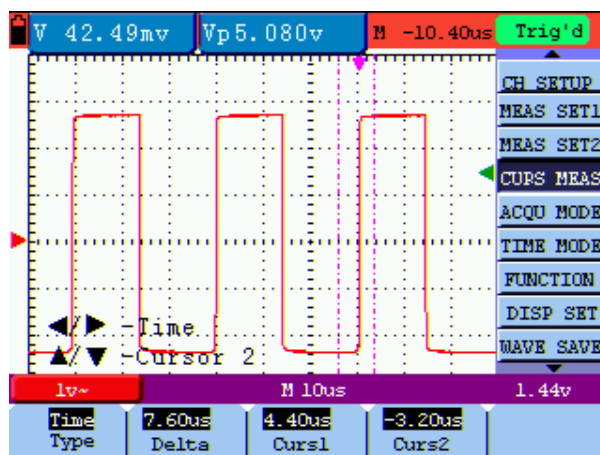 V 42.49mv Vp5.080v M -10.40us Trig'd
CH SETUP
MEAS SET1
MEAS SET2
CURS MEAS
ACQU MODE
TIME MODE
FUNCTION
DISP SET
WAVE SAVE
◀/▶ -Time
▲/▼ -Cursor 2
1v~ M 10us 1.44v
Time 7.60us 4.40us -3.20us
Type Delta Curs1 Curs2